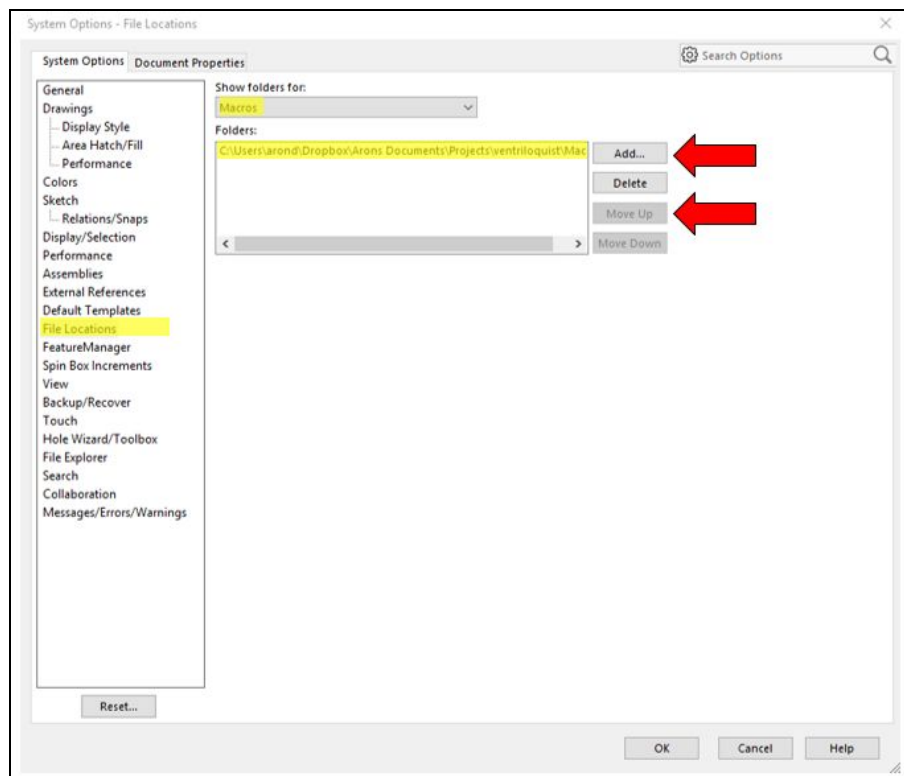 System Options - File Locations
System Options
Document Properties
Search Options
General
Drawings
Display Style
Area Hatch/Fill
Performance
Colors
Sketch
Relations/Snaps
Display/Selection
Performance
Assemblies
External References
Default Templates
File Locations
FeatureManager
Spin Box Increments
View
Backup/Recover
Touch
Hole Wizard/Toolbox
File Explorer
Search
Collaboration
Messages/Errors/Warnings
Reset...
Show folders for:
Macros
Folders:
C:\Users\arond\Dropbox\Arons Documents\Projects\ventriloquist\Mac
Add...
Delete
Move Up
Move Down
OK
Cancel
Help